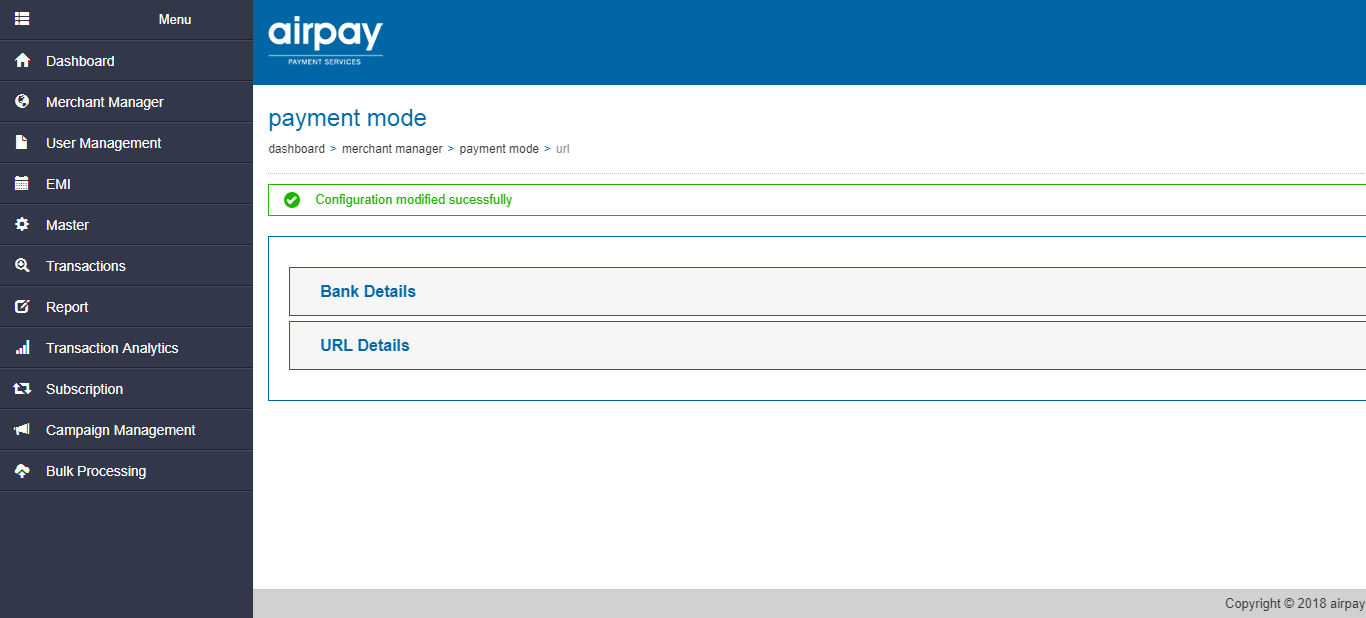 Menu
Dashboard
Merchant Manager
User Management
EMI
Master
Transactions
Report
Transaction Analytics
Subscription
Campaign Management
Bulk Processing
airpay
PAYMENT SERVICES
payment mode
dashboard > merchant manager > payment mode > url
Configuration modified sucessfully
Bank Details
URL Details
Copyright © 2018 airpay